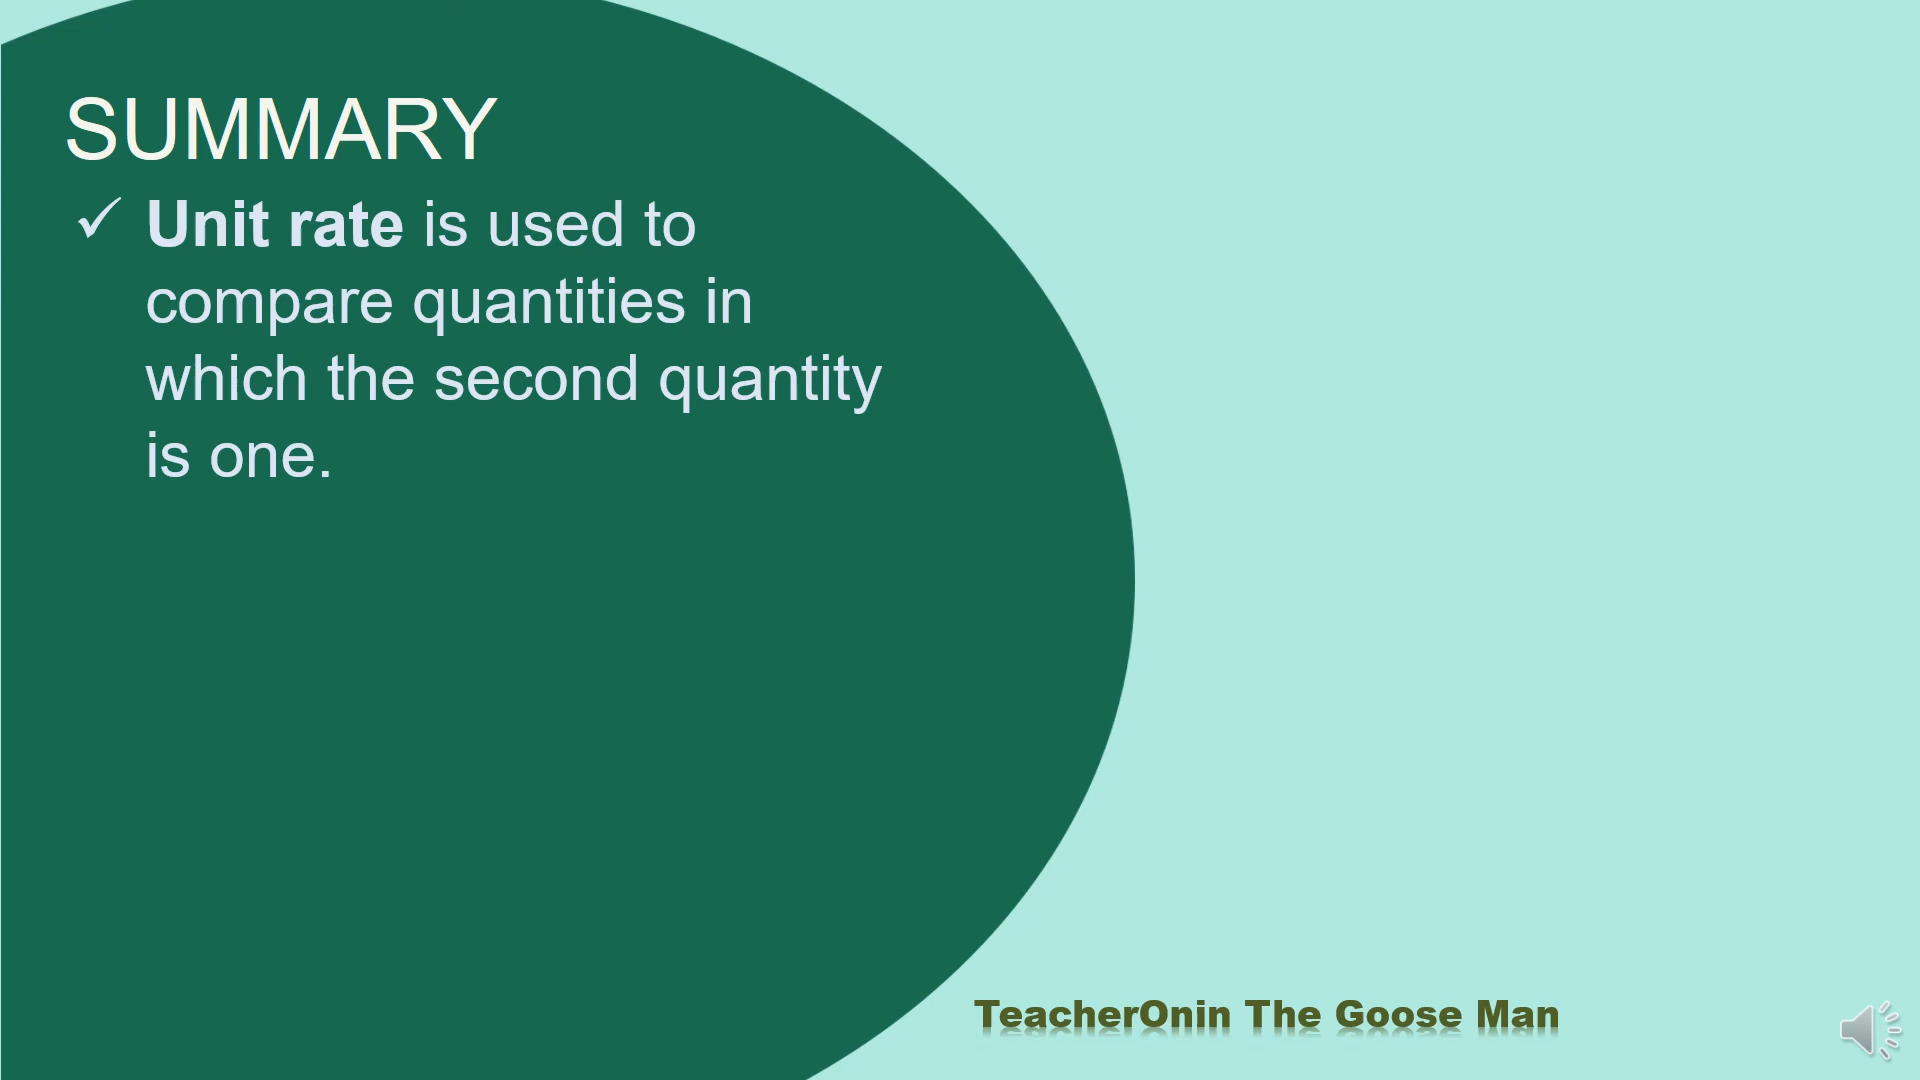 SUMMARY
✓ Unit rate is used to
compare quantities in
which the second quantity
is one.
TeacherOnin The Goose Man